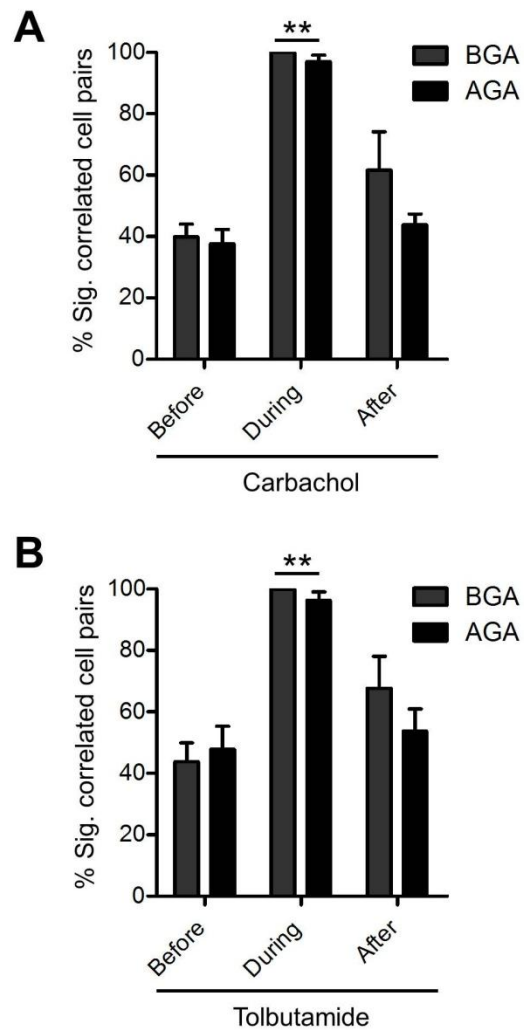 A
% Sig. correlated cell pairs
100
80
60
40
20
0
**
BGA
AGA
Before
During
After
Carbachol
B
% Sig. correlated cell pairs
100
80
60
40
20
0
**
BGA
AGA
Before
During
After
Tolbutamide